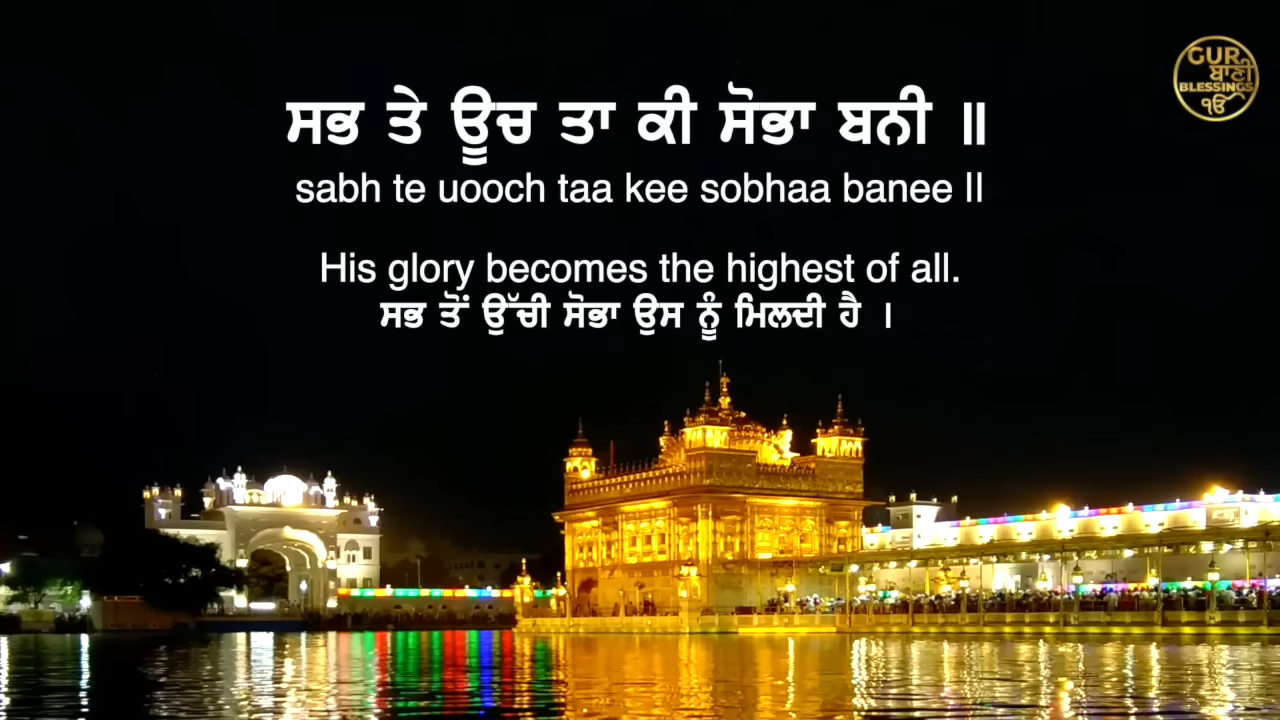 ਸਭ ਤੇ ਊਚ ਤਾ ਕੀ ਸੋਭਾ ਬਨੀ ॥
sabh te uooch taa kee sobhaa banee ll
His glory becomes the highest of all.
ਸਭ ਤੋਂ ਉੱਚੀ ਸੋਭਾ ਉਸ ਨੂੰ ਮਿਲਦੀ ਹੈ ।
GUR
ਬਾਣੀ
BLESSINGS
ੴ